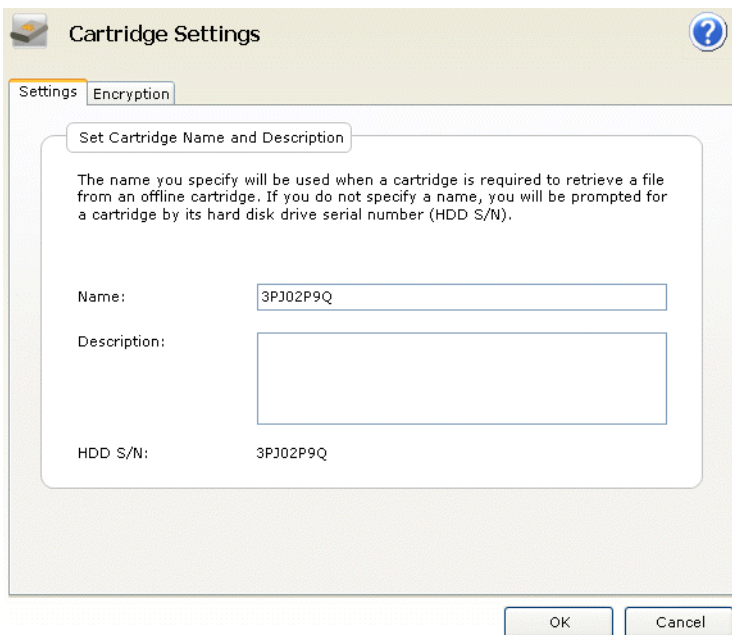 Cartridge Settings
?
Settings
Encryption
Set Cartridge Name and Description
The name you specify will be used when a cartridge is required to retrieve a file
from an offline cartridge. If you do not specify a name, you will be prompted for
a cartridge by its hard disk drive serial number (HDD S/N).
Name:
3PJ02P9Q
Description:
HDD S/N:
3PJ02P9Q
OK
Cancel